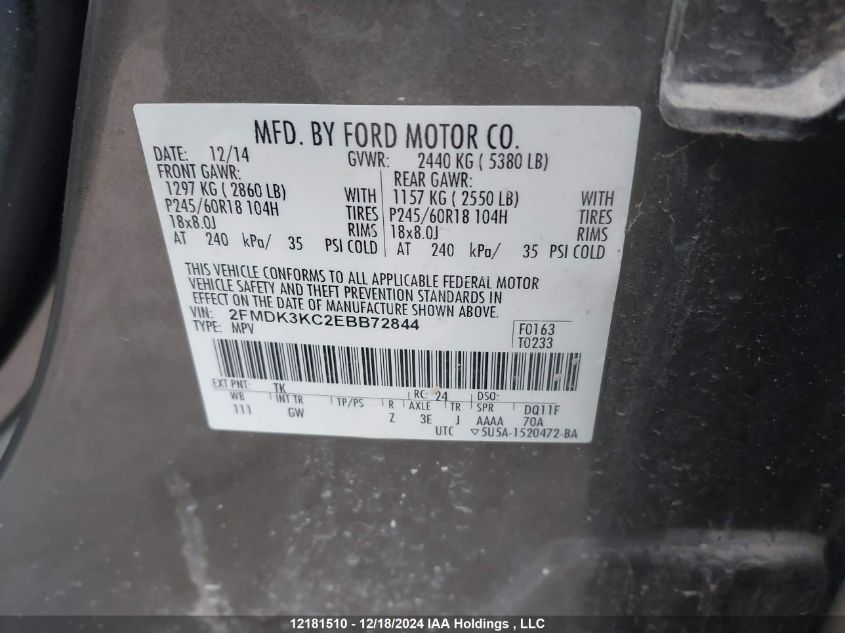 MFD. BY FORD MOTOR CO.
DATE: 12/14 GVWR: 2440 KG ( 5380 LB)
FRONT GAWR: REAR GAWR:
1297 KG ( 2860 LB) WITH 1157 KG ( 2550 LB) WITH
P245/60R18 104H TIRES P245/60R18 104H TIRES
18x8.0J RIMS 18x8.0J RIMS
AT 240 kPa/ 35 PSI COLD AT 240 kPa/ 35 PSI COLD
THIS VEHICLE CONFORMS TO ALL APPLICABLE FEDERAL MOTOR
VEHICLE SAFETY AND THEFT PREVENTION STANDARDS IN
EFFECT ON THE DATE OF MANUFACTURE SHOWN ABOVE.
VIN: 2FMDK3KC2EBB72844
TYPE: MPV F0163
T0233
EXT PNT: TK RC: 24 DSO:
WB INT TR TP/PS R AXLE TR SPR DQ11F
111 GW Z 3E J AAAA 70A
UTC ▽5U5A-1520472-BA
12181510 - 12/18/2024 IAA Holdings , LLC